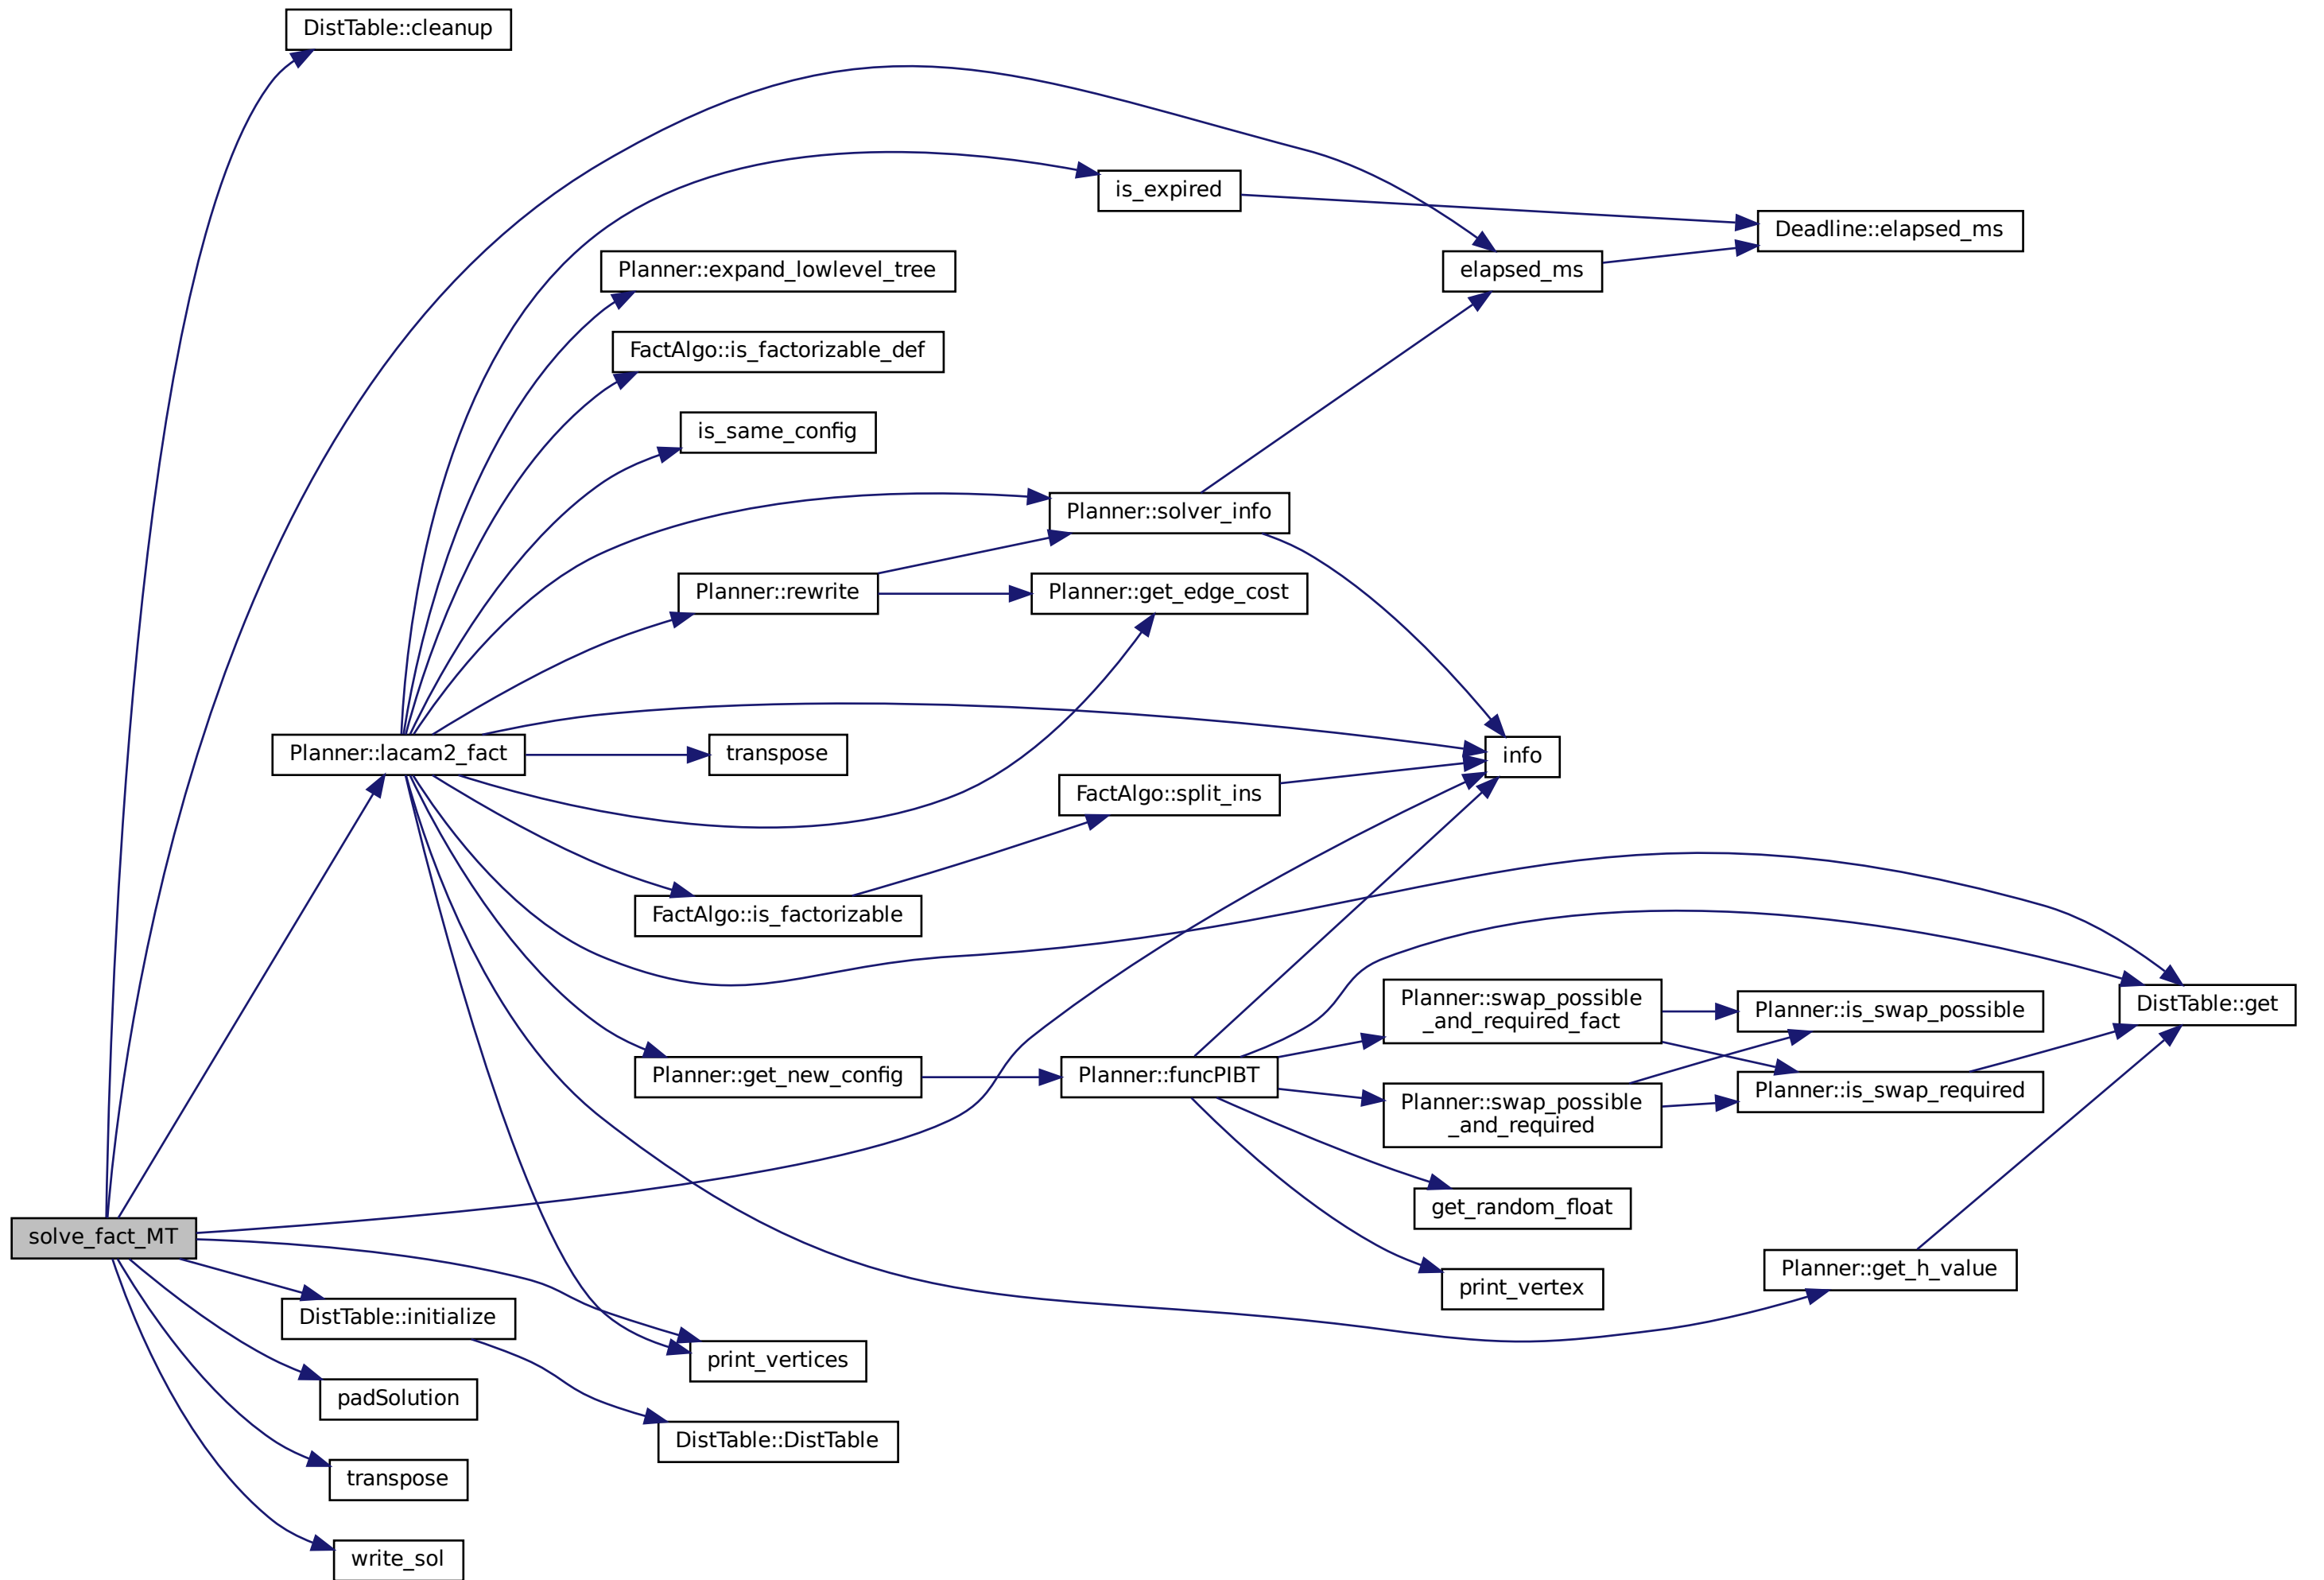 DistTable::cleanup
is_expired
Deadline::elapsed_ms
Planner::expand_lowlevel_tree
elapsed_ms
FactAlgo::is_factorizable_def
is_same_config
Planner::solver_info
Planner::rewrite
Planner::get_edge_cost
Planner::lacam2_fact
transpose
info
FactAlgo::split_ins
FactAlgo::is_factorizable
Planner::swap_possible
_and_required_fact
Planner::is_swap_possible
DistTable::get
Planner::get_new_config
Planner::funcPIBT
Planner::is_swap_required
Planner::swap_possible
_and_required
get_random_float
solve_fact_MT
Planner::get_h_value
print_vertex
DistTable::initialize
print_vertices
padSolution
DistTable::DistTable
transpose
write_sol